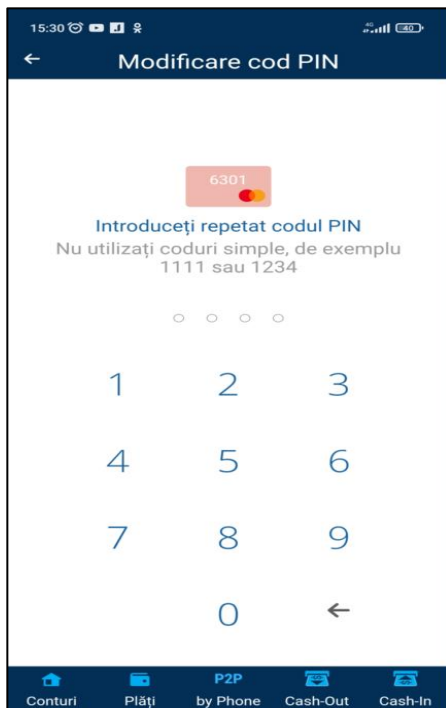 15:30
4G
40
Modificare cod PIN
6301
Introduceți repetat codul PIN
Nu utilizați coduri simple, de exemplu
1111 sau 1234
1 2 3
4 5 6
7 8 9
0
P2P
Conturi Plăți by Phone Cash-Out Cash-In